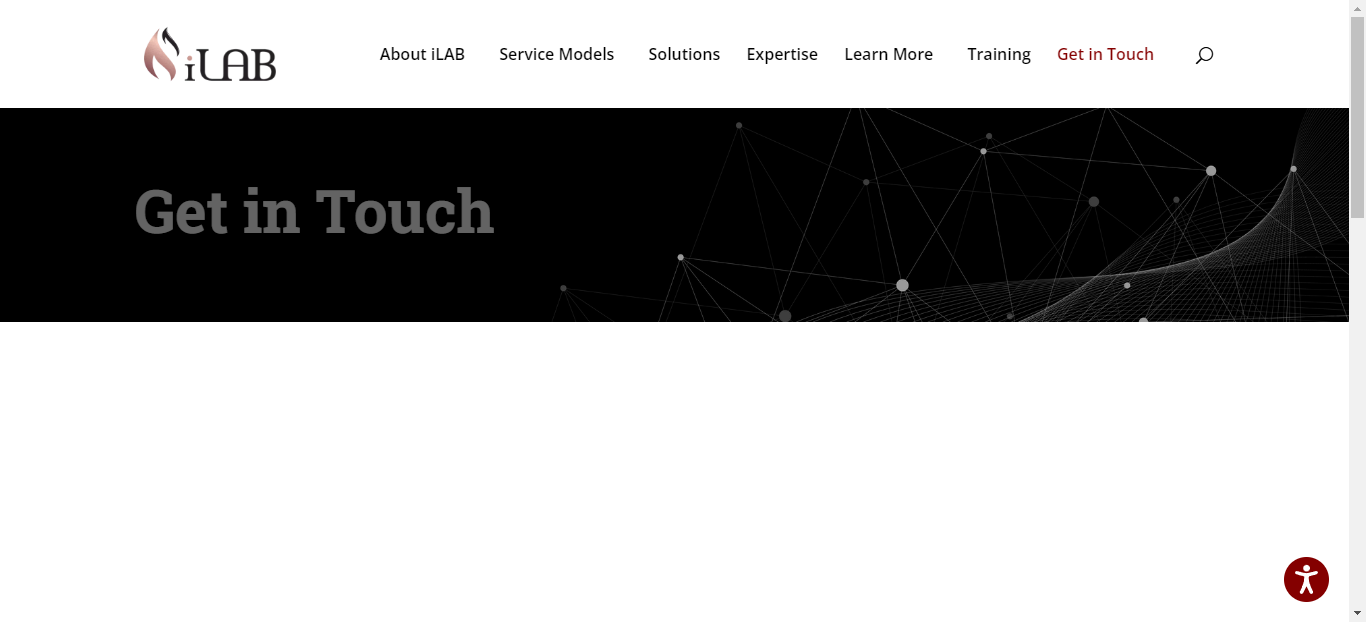 iLAB
About iLAB Service Models Solutions Expertise Learn More Training Get in Touch
Get in Touch